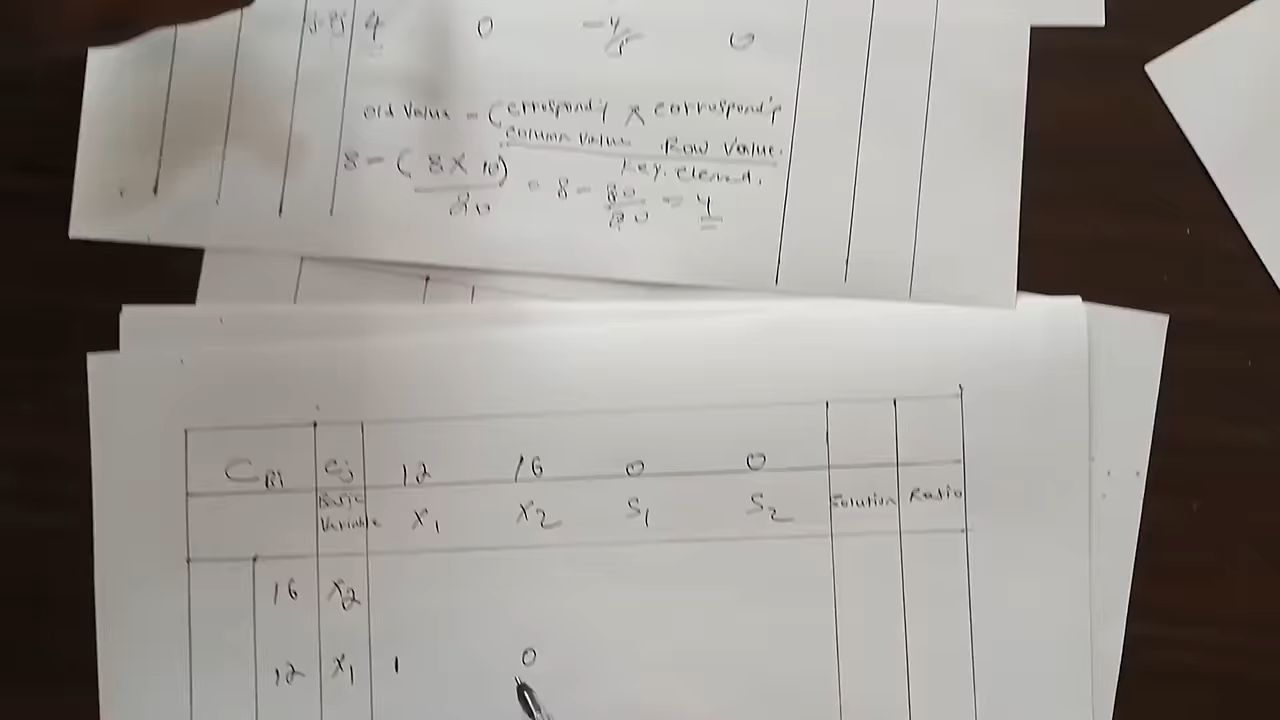 4 0 -4/5 0
old value - (corresponding × corresponding
column value Row value
key element.
8 - (8 × 10) = 8 - 80 = 4
20 20
CBi Cj 12 16 0 0
Basic Variable X1 X2 S1 S2 Solution Ratio
16 X2
12 X1 1 0